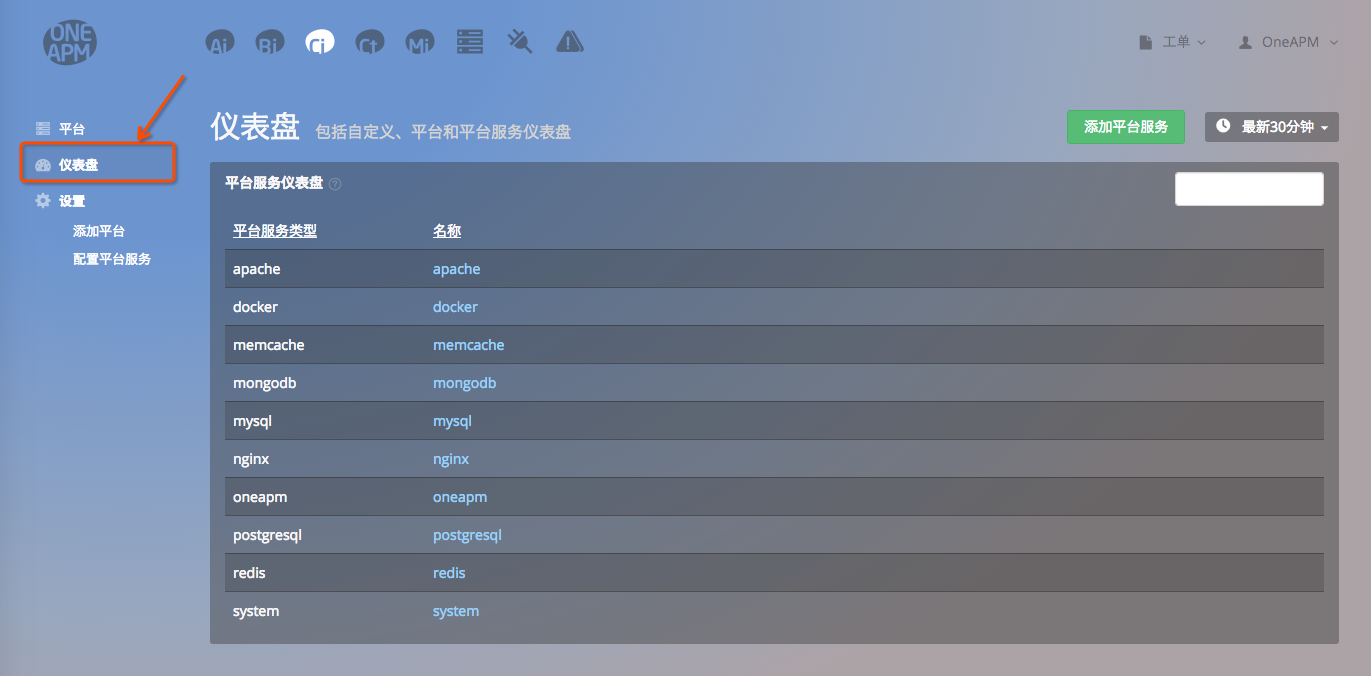 ONE
APM
Ai Bi Ci Ct Mi
工单
OneAPM
平台
仪表盘
设置
添加平台
配置平台服务
仪表盘 包括自定义、平台和平台服务仪表盘
添加平台服务
最新30分钟
平台服务仪表盘 ?
平台服务类型 名称
apache apache
docker docker
memcache memcache
mongodb mongodb
mysql mysql
nginx nginx
oneapm oneapm
postgresql postgresql
redis redis
system system